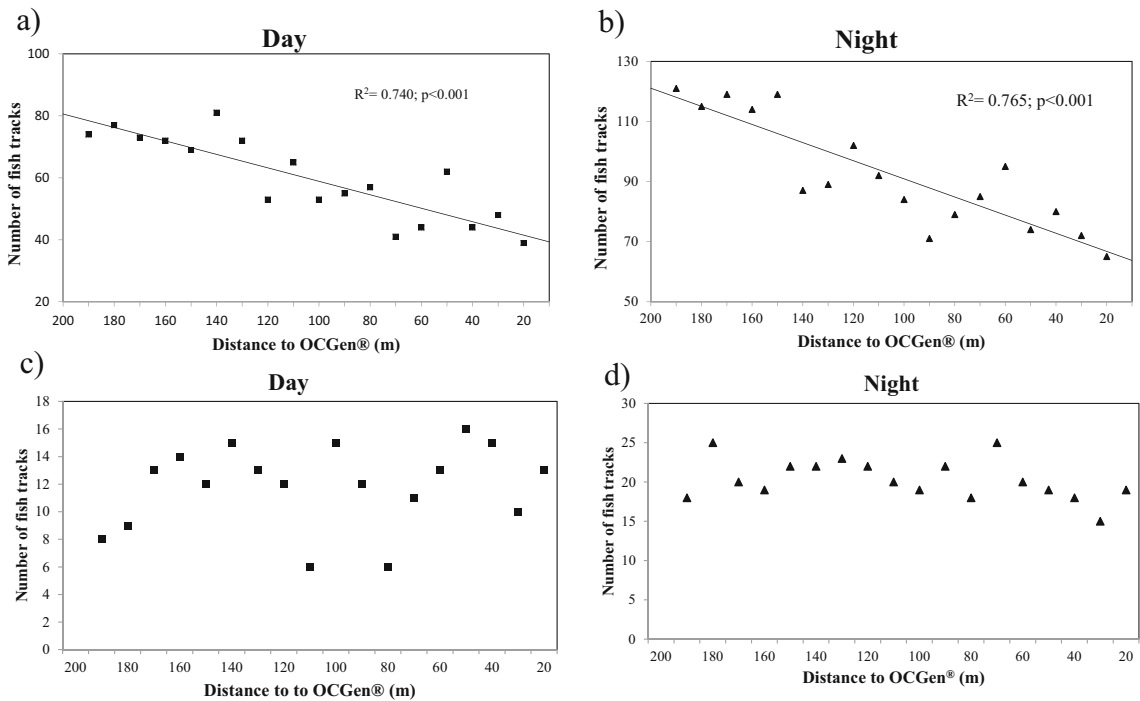 a)
Day
Number of fish tracks
100
80
60
40
20
R²= 0.740; p<0.001
200 180 160 140 120 100 80 60 40 20
Distance to OCGen® (m)
b)
Night
Number of fish tracks
130
110
90
70
50
R²= 0.765; p<0.001
200 180 160 140 120 100 80 60 40 20
Distance to OCGen® (m)
c)
Day
Number of fish tracks
18
16
14
12
10
8
6
4
2
0
200 180 160 140 120 100 80 60 40 20
Distance to to OCGen® (m)
d)
Night
Number of fish tracks
30
25
20
15
10
5
0
200 180 160 140 120 100 80 60 40 20
Distance to OCGen® (m)